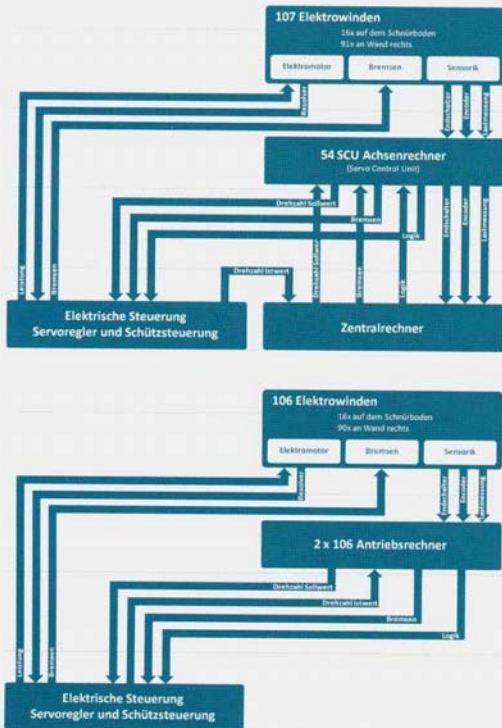 107 Elektrowinden
16x auf dem Schnürboden
91x an Wand rechts
Elektromotor
Bremsen
Sensorik
Resolver
Endschalter
Encoder
Lastmessung
54 SCU Achsenrechner
(Servo Control Unit)
Drehzahl Sollwert
Bremsen
Logik
Drehzahl Sollwert
Bremsen
Logik
Endschalter
Encoder
Lastmessung
Drehzahl Istwert
Leistung
Bremsen
Elektrische Steuerung
Servoregler und Schützsteuerung
Zentralrechner
106 Elektrowinden
16x auf dem Schnürboden
90x an Wand rechts
Elektromotor
Bremsen
Sensorik
Resolver
Endschalter
Encoder
Lastmessung
2 x 106 Antriebsrechner
Drehzahl Sollwert
Drehzahl Istwert
Bremsen
Logik
Leistung
Bremsen
Elektrische Steuerung
Servoregler und Schützsteuerung